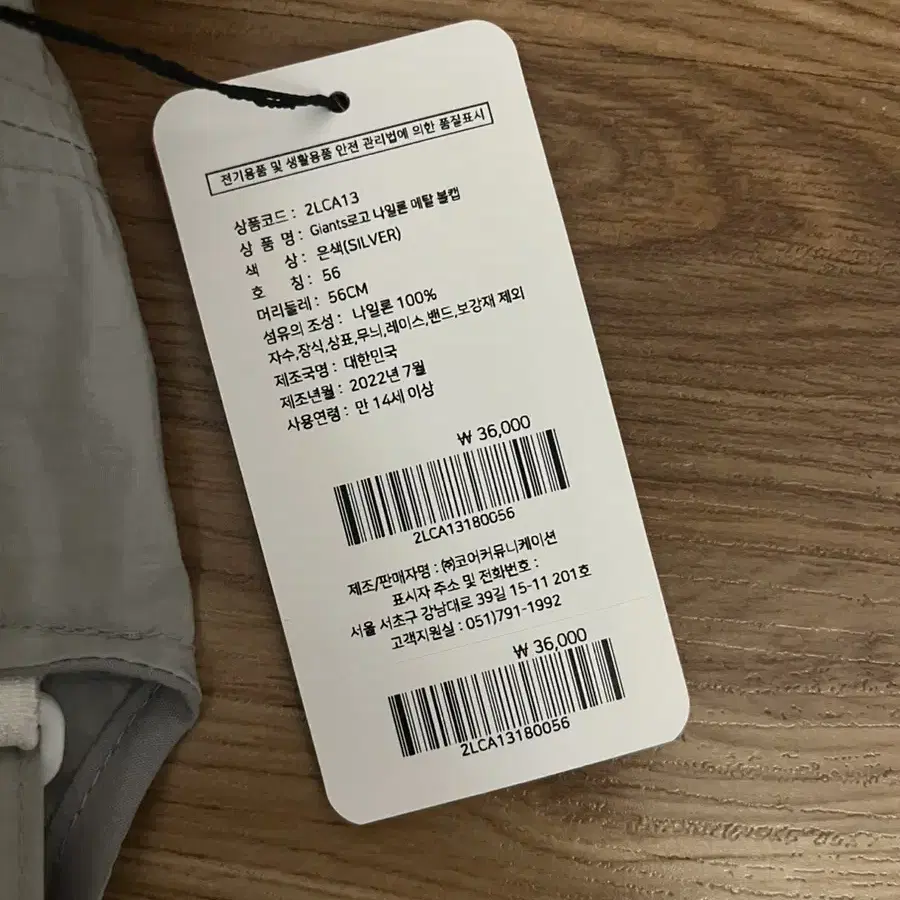 전기용품 및 생활용품 안전 관리법에 의한 품질표시
상품코드 : 2LCA13
상 품 명 : Giants로고 나일론 메탈 볼캡
색 상 : 은색(SILVER)
호 칭 : 56
머리둘레 : 56CM
섬유의 조성 : 나일론 100%
자수,장식,상표,무늬,레이스,밴드,보강재 제외
제조국명 : 대한민국
제조년월 : 2022년 7월
사용연령 : 만 14세 이상
₩ 36,000
2LCA13180056
제조/판매자명 : ㈜코어커뮤니케이션
표시자 주소 및 전화번호 :
서울 서초구 강남대로 39길 15-11 201호
고객지원실 : 051)791-1992
₩ 36,000
2LCA13180056